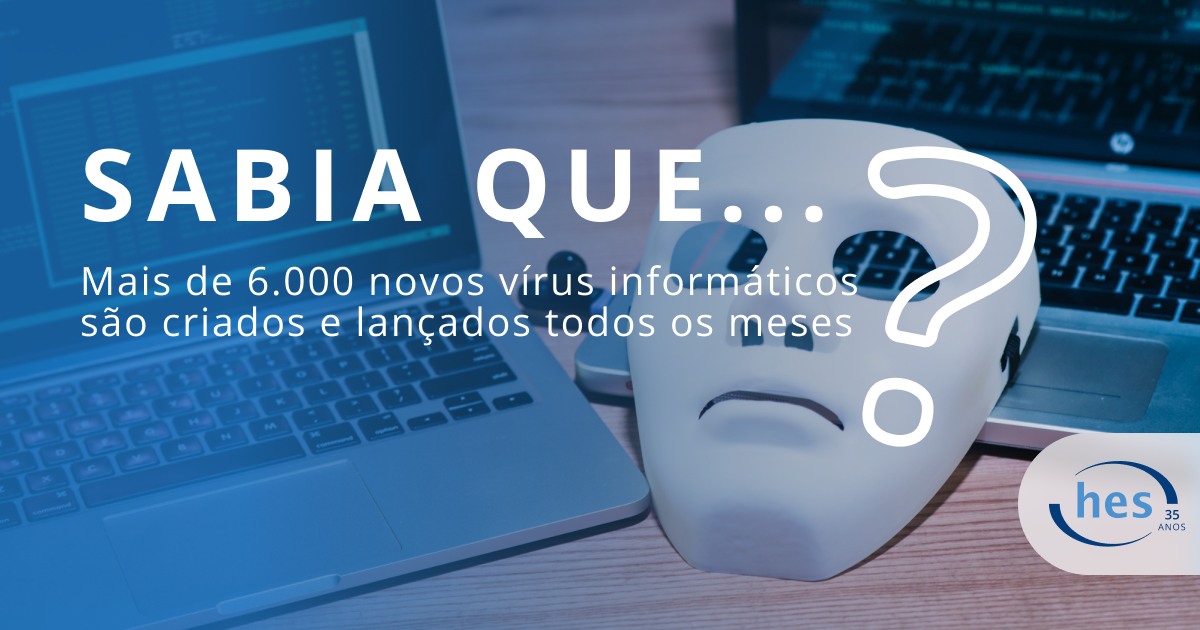 SABIA QUE...
?
Mais de 6.000 novos vírus informáticos
são criados e lançados todos os meses
hes
35
ANOS